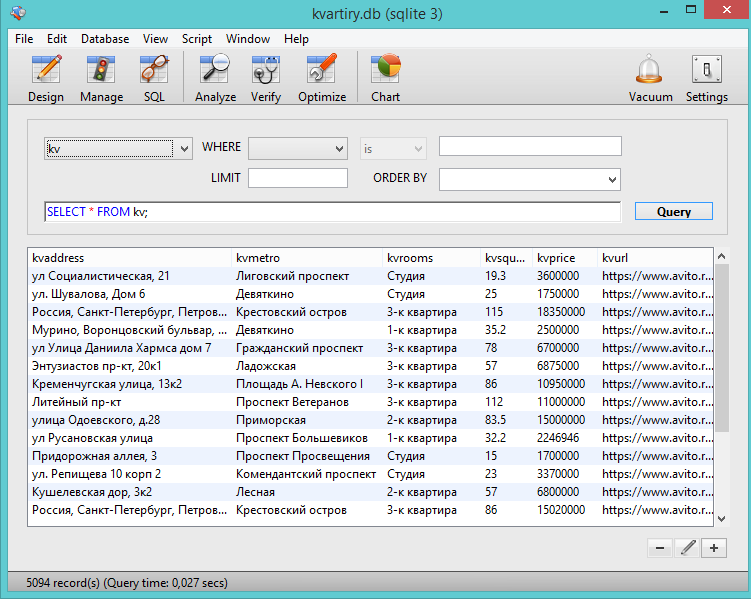 kvartiry.db (sqlite 3)
File Edit Database View Script Window Help
Design Manage SQL Analyze Verify Optimize Chart Vacuum Settings
kv WHERE is
LIMIT ORDER BY
SELECT * FROM kv; Query
kvaddress kvmetro kvrooms kvsqu... kvprice kvurl
ул Социалистическая, 21 Лиговский проспект Студия 19.3 3600000 https://www.avito.r...
ул. Шувалова, Дом 6 Девяткино Студия 25 1750000 https://www.avito.r...
Россия, Санкт-Петербург, Петров... Крестовский остров 3-к квартира 115 18350000 https://www.avito.r...
Мурино, Воронцовский бульвар, ... Девяткино 1-к квартира 35.2 2500000 https://www.avito.r...
ул Улица Даниила Хармса дом 7 Гражданский проспект 3-к квартира 78 6700000 https://www.avito.r...
Энтузиастов пр-кт, 20к1 Ладожская 3-к квартира 57 6875000 https://www.avito.r...
Кременчугская улица, 13к2 Площадь А. Невского I 3-к квартира 86 10950000 https://www.avito.r...
Литейный пр-кт Проспект Ветеранов 3-к квартира 112 11000000 https://www.avito.r...
улица Одоевского, д.28 Приморская 2-к квартира 83.5 15000000 https://www.avito.r...
ул Русановская улица Проспект Большевиков 1-к квартира 32.2 2246946 https://www.avito.r...
Придорожная аллея, 3 Проспект Просвещения Студия 15 1700000 https://www.avito.r...
ул. Репищева 10 корп 2 Комендантский проспект Студия 23 3370000 https://www.avito.r...
Кушелевская дор, 3к2 Лесная 2-к квартира 57 6800000 https://www.avito.r...
Россия, Санкт-Петербург, Петров... Крестовский остров 3-к квартира 86 15020000 https://www.avito.r...
5094 record(s) (Query time: 0,027 secs)